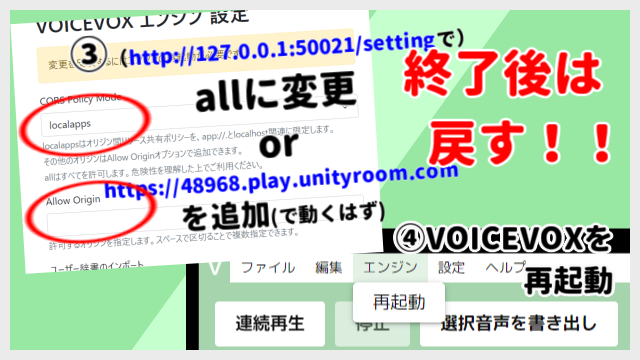 VOICEVOX エンジン 設定
③ (http://127.0.0.1:50021/settingで)
allに変更
or
https://48968.play.unityroom.com
を追加(で動くはず)
CORS Policy Mode
localapps
localappsはオリジン間リソース共有ポリシーを、app://.とlocalhost関連に限定します。
その他のオリジンはAllow Originオプションで追加できます。
allはすべてを許可します。危険性を理解した上でご利用ください。
Allow Origin
許可するオリジンを指定します。スペースで区切ることで複数指定できます。
ユーザー辞書のインポート
終了後は
戻す！！
④VOICEVOXを
再起動
ファイル 編集 エンジン 設定 ヘルプ
再起動
連続再生 停止 選択音声を書き出し